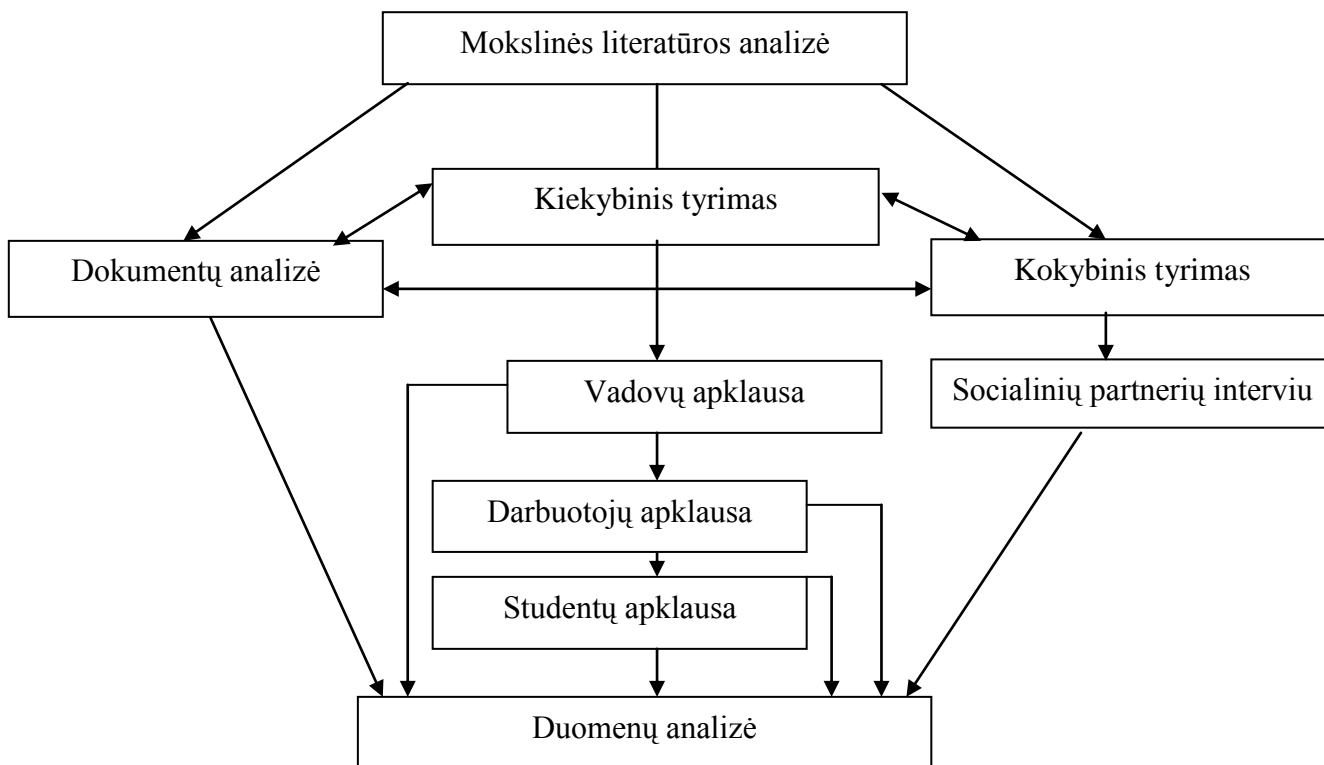 Mokslinės literatūros analizė
Kiekybinis tyrimas
Dokumentų analizė
Kokybinis tyrimas
Vadovų apklausa
Socialinių partnerių interviu
Darbuotojų apklausa
Studentų apklausa
Duomenų analizė